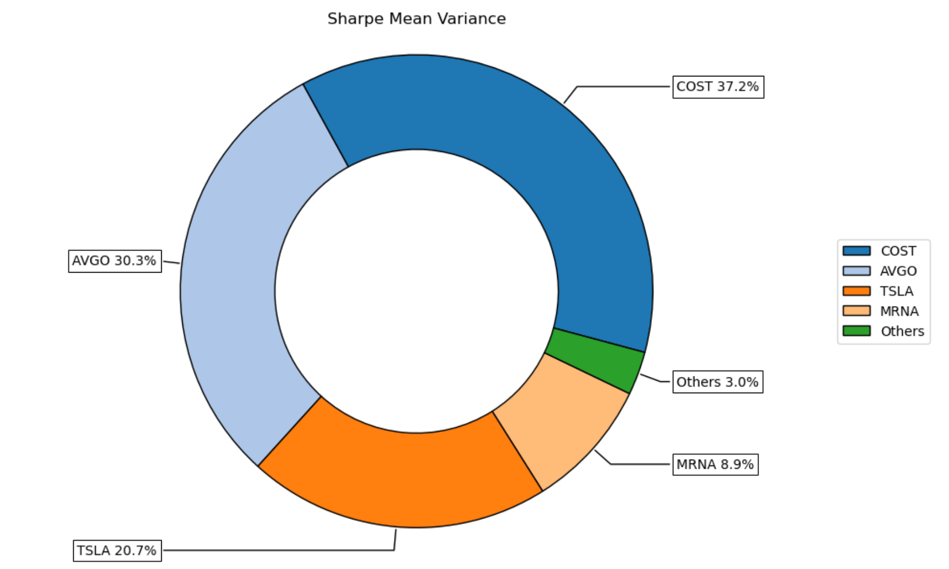 Sharpe Mean Variance
COST 37.2%
AVGO 30.3%
TSLA 20.7%
MRNA 8.9%
Others 3.0%
COST
AVGO
TSLA
MRNA
Others